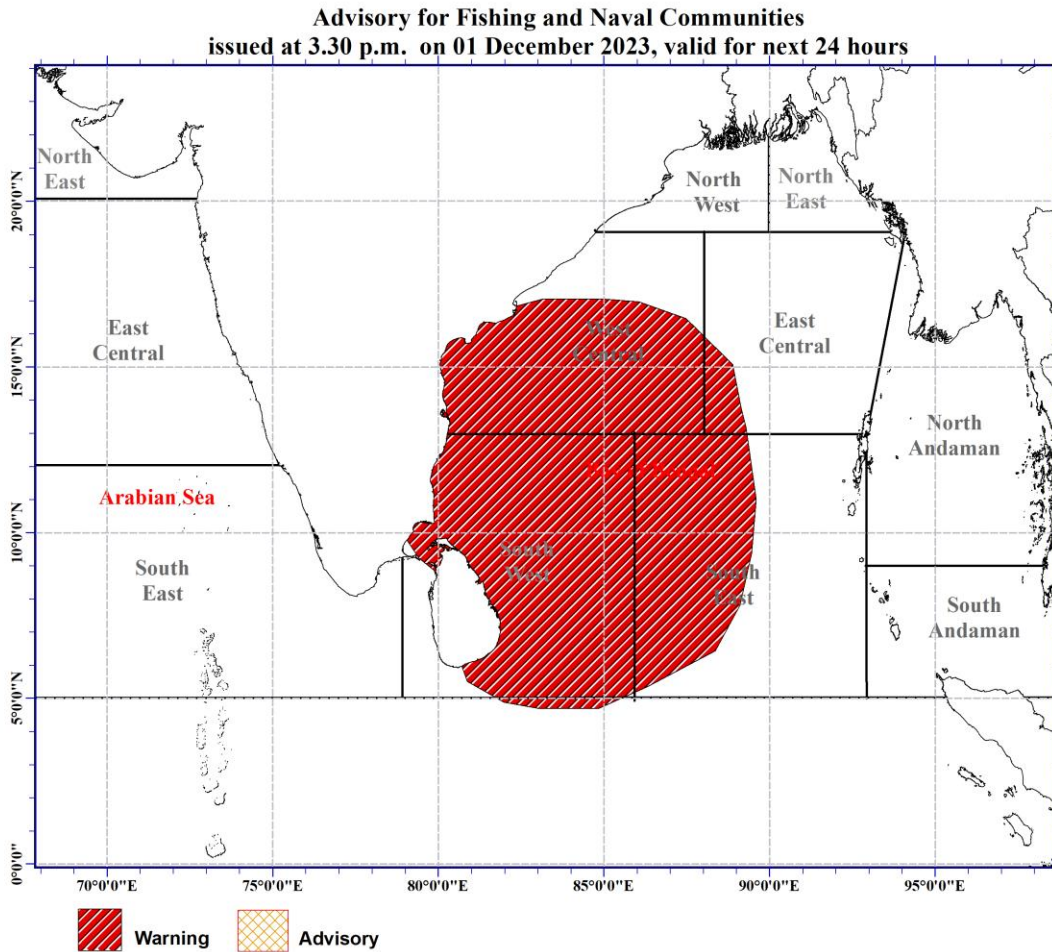 Advisory for Fishing and Naval Communities
issued at 3.30 p.m. on 01 December 2023, valid for next 24 hours
North
East
North
West
North
East
20°0'0"N
East
Central
West
Central
East
Central
15°0'0"N
North
Andaman
Arabian Sea
Bay of Bengal
10°0'0"N
South
East
South
West
South
East
South
Andaman
5°0'0"N
0°0'0"
70°0'0"E 75°0'0"E 80°0'0"E 85°0'0"E 90°0'0"E 95°0'0"E
Warning Advisory